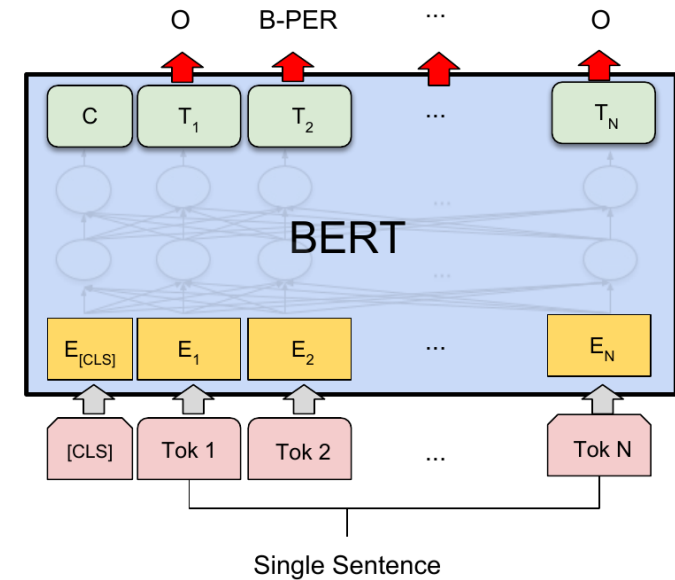 O B-PER ... O
C T1 T2 ... TN
...
BERT
...
E[CLS] E1 E2 ... EN
[CLS] Tok 1 Tok 2 ... Tok N
Single Sentence